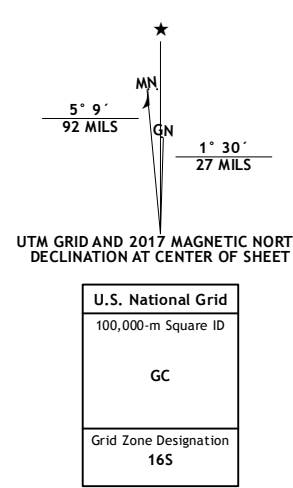 ★
MN
5° 9´
92 MILS
GN
1° 30´
27 MILS
UTM GRID AND 2017 MAGNETIC NORT
DECLINATION AT CENTER OF SHEET
U.S. National Grid
100,000-m Square ID
GC
Grid Zone Designation
16S